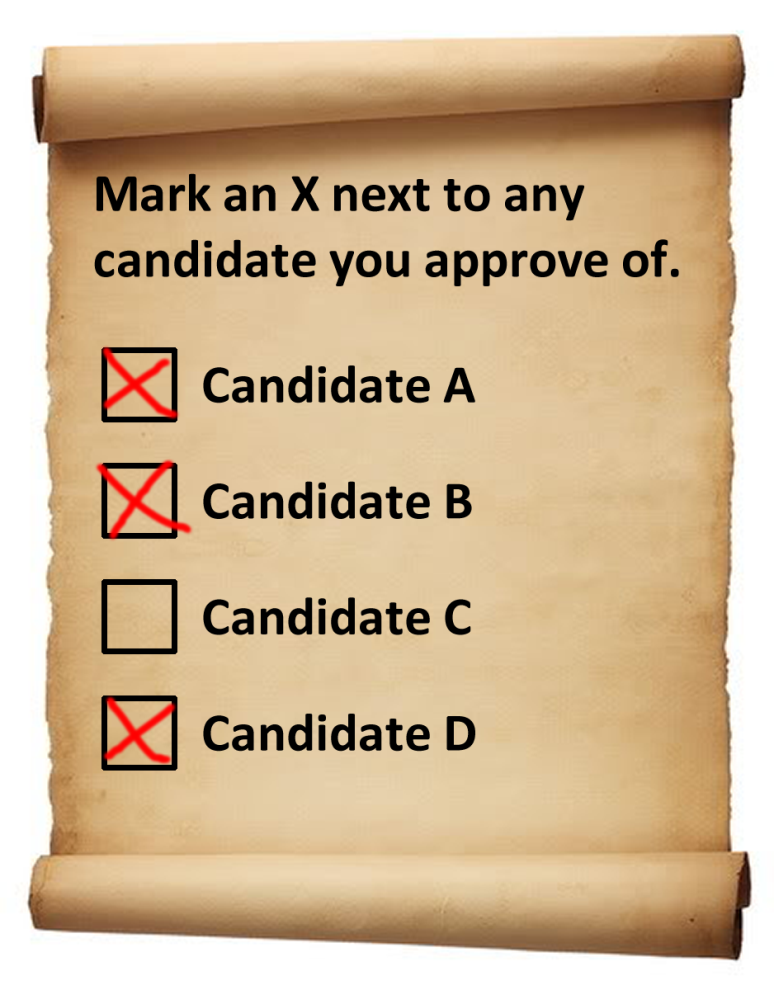 Mark an X next to any
candidate you approve of.
Candidate A
Candidate B
Candidate C
Candidate D